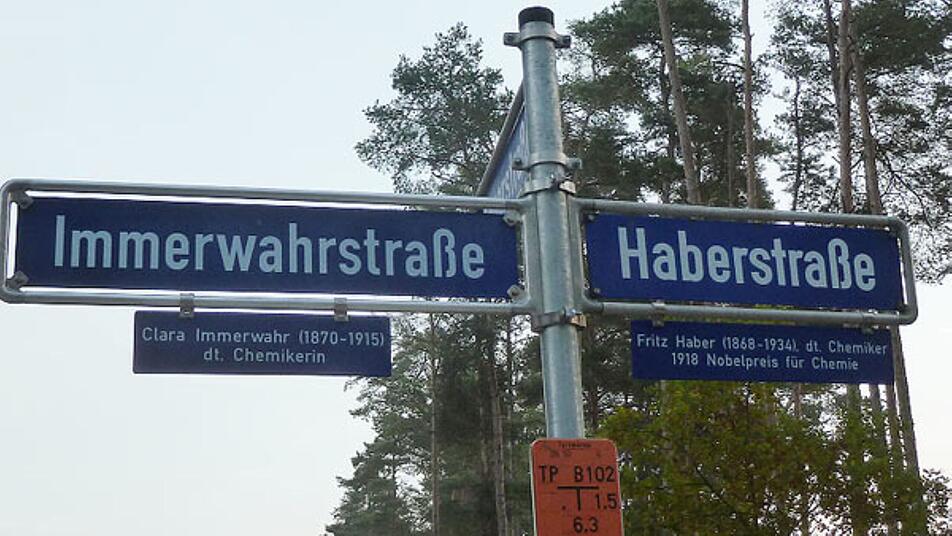 Immerwahrstraße
Clara Immerwahr (1870-1915)
dt. Chemikerin
Haberstraße
Fritz Haber (1868-1934), dt. Chemiker
1918 Nobelpreis für Chemie
TP B102
1.5
6.3